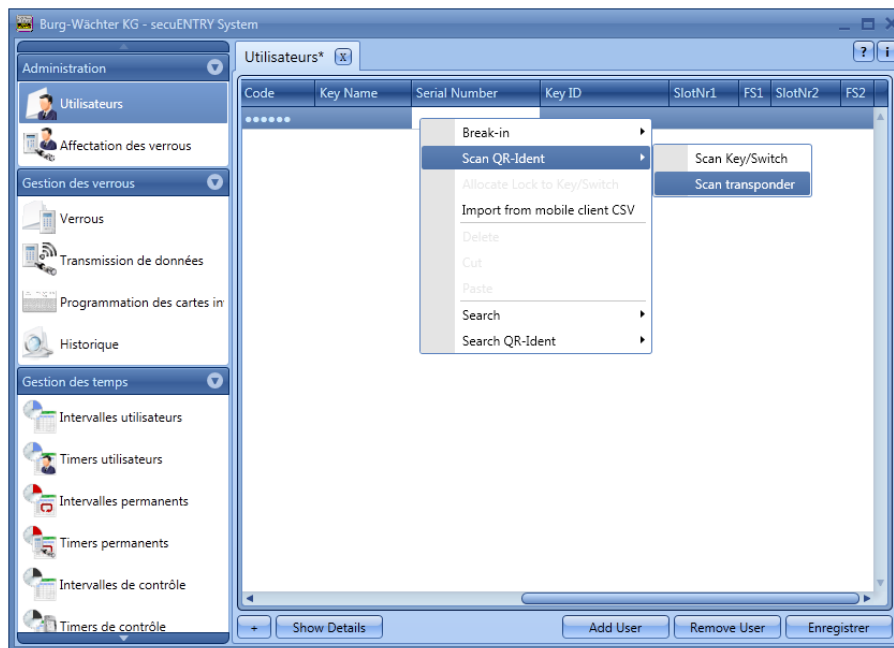 Burg-Wächter KG - secuENTRY System
Administration
Utilisateurs
Affectation des verrous
Gestion des verrous
Verrous
Transmission de données
Programmation des cartes in
Historique
Gestion des temps
Intervalles utilisateurs
Timers utilisateurs
Intervalles permanents
Timers permanents
Intervalles de contrôle
Timers de contrôle
Utilisateurs* x
? i
Code Key Name Serial Number Key ID SlotNr1 FS1 SlotNr2 FS2
••••••
Break-in
Scan QR-Ident
Allocate Lock to Key/Switch
Import from mobile client CSV
Delete
Cut
Paste
Search
Search QR-Ident
Scan Key/Switch
Scan transponder
+ Show Details Add User Remove User Enregistrer